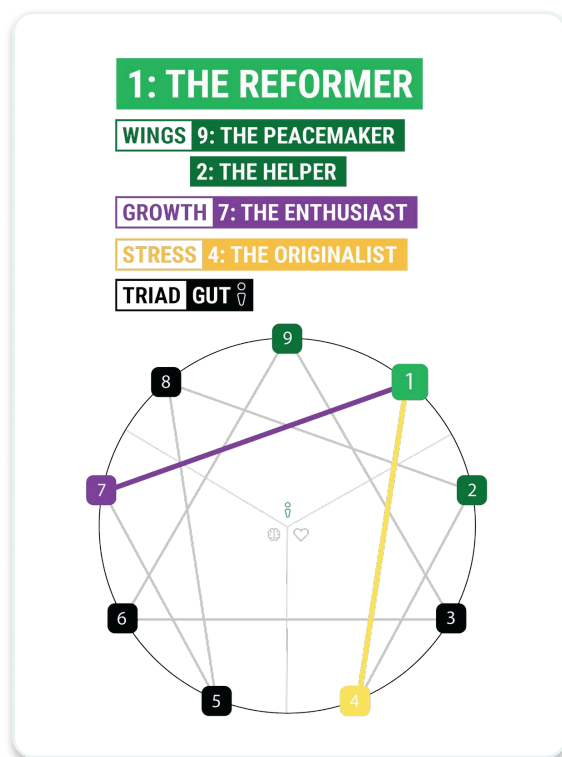 1: THE REFORMER
WINGS 9: THE PEACEMAKER
2: THE HELPER
GROWTH 7: THE ENTHUSIAST
STRESS 4: THE ORIGINALIST
TRIAD GUT
9
8
1
7
2
6
3
5
4